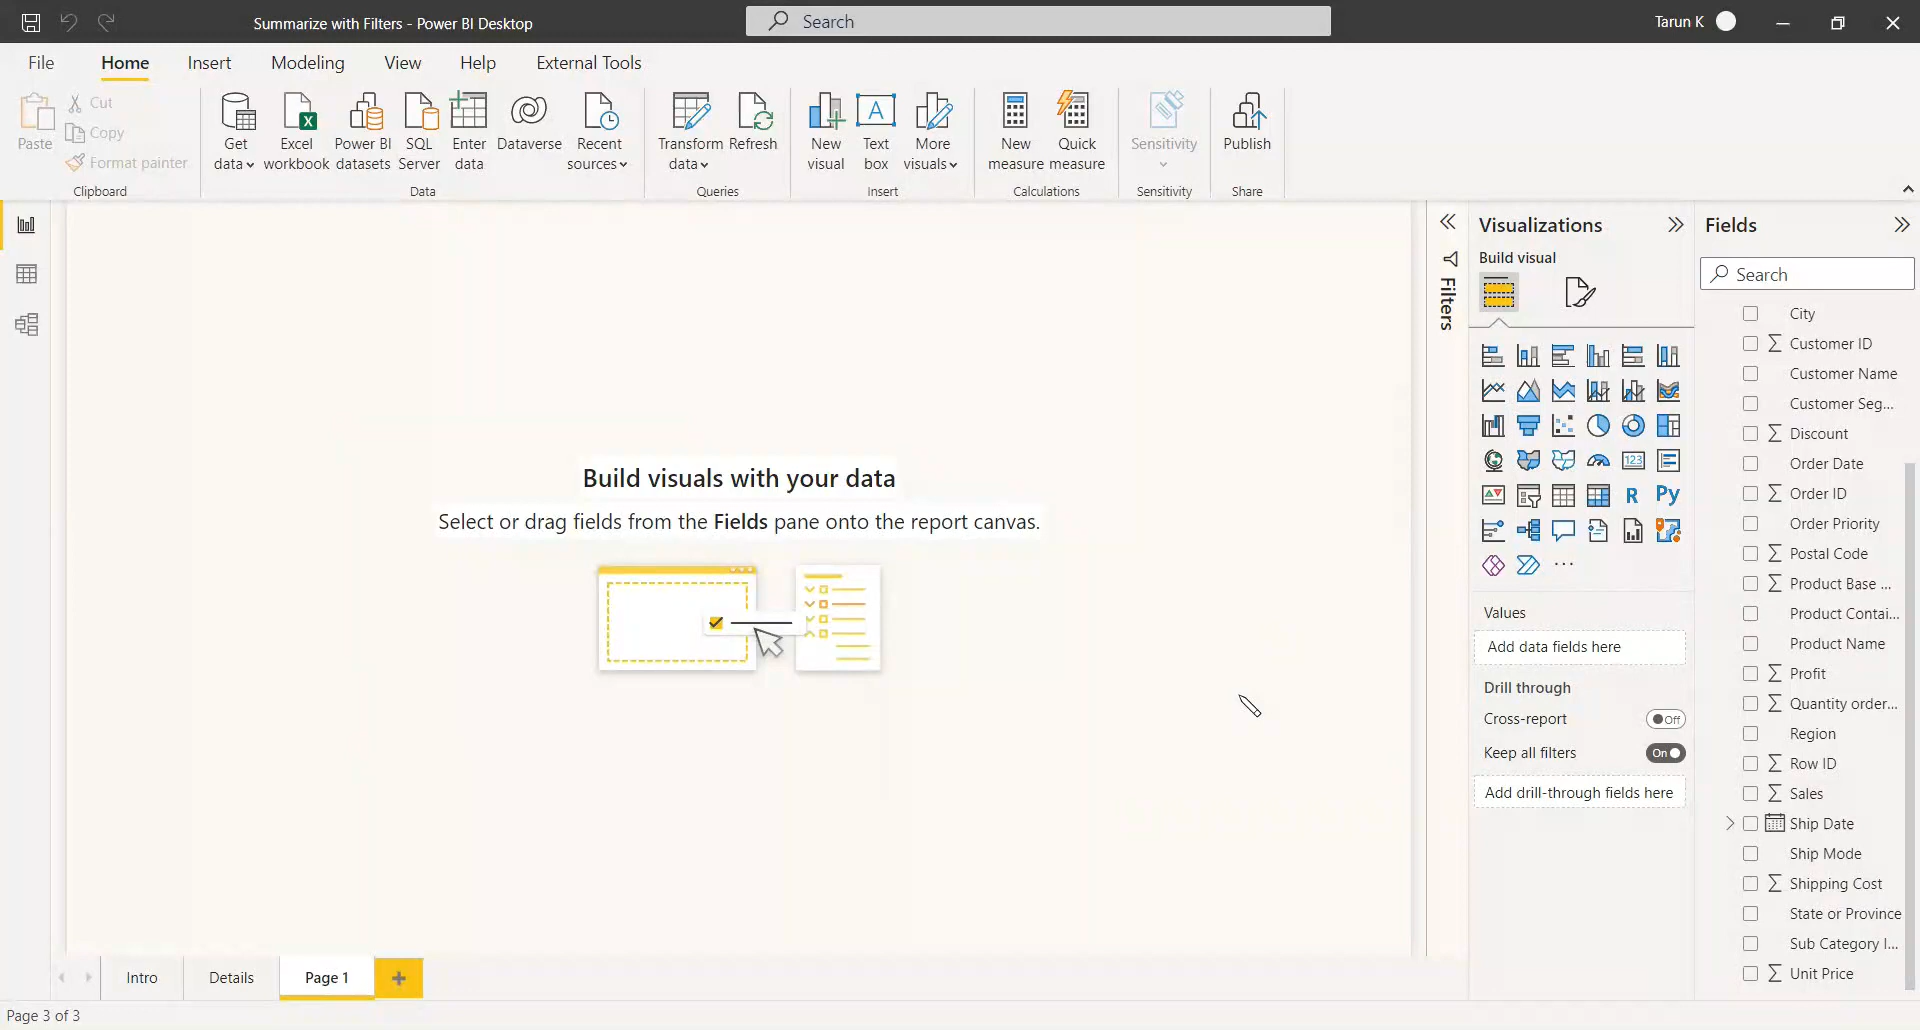 Summarize with Filters - Power BI Desktop
Search
Tarun K
File
Home
Insert
Modeling
View
Help
External Tools
Paste
Cut
Copy
Format painter
Clipboard
Get
data
Excel
workbook
Power BI
datasets
SQL
Server
Enter
data
Dataverse
Recent
sources
Data
Transform
data
Refresh
Queries
New
visual
Text
box
More
visuals
Insert
New
measure
Quick
measure
Calculations
Sensitivity
Sensitivity
Publish
Share
Build visuals with your data
Select or drag fields from the Fields pane onto the report canvas.
Filters
Visualizations
Build visual
123
R
Py
Values
Add data fields here
Drill through
Cross-report
Off
Keep all filters
On
Add drill-through fields here
Fields
Search
City
Customer ID
Customer Name
Customer Seg...
Discount
Order Date
Order ID
Order Priority
Postal Code
Product Base ...
Product Contai...
Product Name
Profit
Quantity order...
Region
Row ID
Sales
Ship Date
Ship Mode
Shipping Cost
State or Province
Sub Category I...
Unit Price
Intro
Details
Page 1
Page 3 of 3